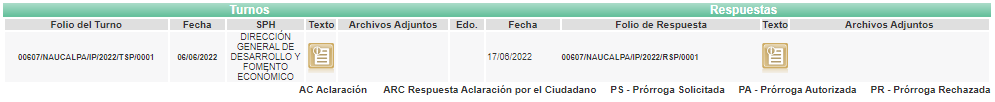 Turnos Respuestas
Folio del Turno Fecha SPH Texto Archivos Adjuntos Edo. Fecha Folio de Respuesta Texto Archivos Adjuntos
00607/NAUCALPA/IP/2022/TSP/0001 06/06/2022 DIRECCIÓN GENERAL DE DESARROLLO Y FOMENTO ECONÓMICO 17/06/2022 00607/NAUCALPA/IP/2022/RSP/0001
AC Aclaración ARC Respuesta Aclaración por el Ciudadano PS - Prórroga Solicitada PA - Prórroga Autorizada PR - Prórroga Rechazada